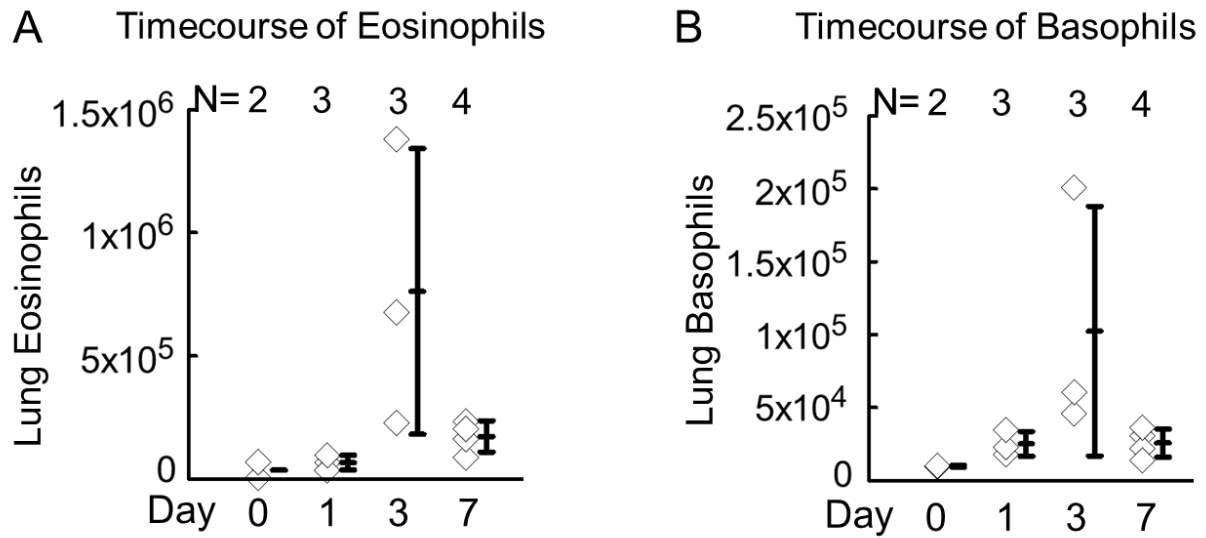 A Timecourse of Eosinophils
N= 2 3 3 4
1.5x10⁶
1x10⁶
5x10⁵
0
Lung Eosinophils
Day 0 1 3 7
B Timecourse of Basophils
N= 2 3 3 4
2.5x10⁵
2x10⁵
1.5x10⁵
1x10⁵
5x10⁴
0
Lung Basophils
Day 0 1 3 7